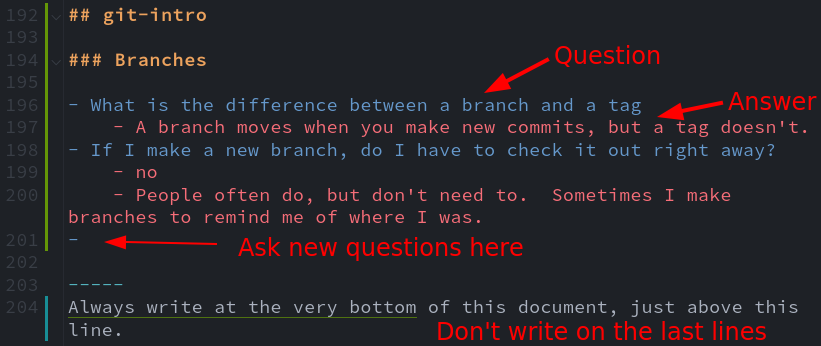 192 ## git-intro
193
194 ### Branches
Question
195
196 - What is the difference between a branch and a tag
Answer
197 - A branch moves when you make new commits, but a tag doesn't.
198 - If I make a new branch, do I have to check it out right away?
199 - no
200 - People often do, but don't need to.  Sometimes I make
branches to remind me of where I was.
201 -
Ask new questions here
202
203 -----
204 Always write at the very bottom of this document, just above this
line.
Don't write on the last lines